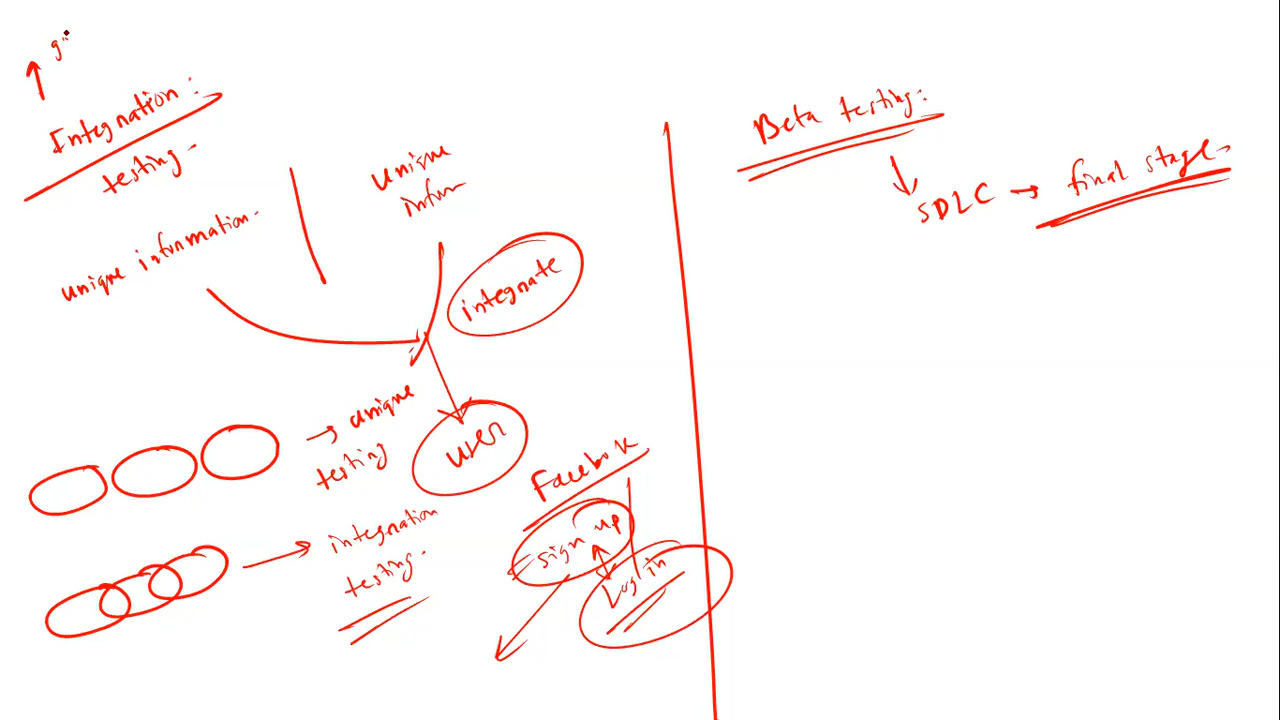 Integration:
testing-
unique information-
unique
infor
integrate
user
→ unique
testing
integration
testing-
Facebook
sign up
Log in
Beta testing:
SDLC → final stage-